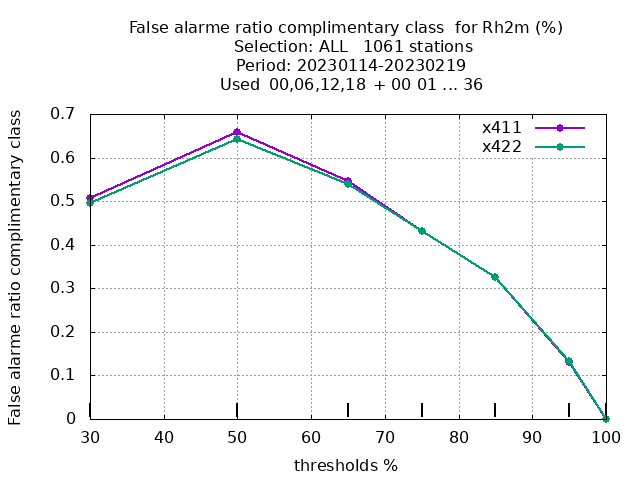 False alarme ratio complimentary class  for Rh2m (%)
Selection: ALL   1061 stations
Period: 20230114-20230219
Used  00,06,12,18  + 00 01 ... 36
False alarme ratio complimentary class
0.7
0.6
0.5
0.4
0.3
0.2
0.1
0
x411
x422
30 40 50 60 70 80 90 100
thresholds %